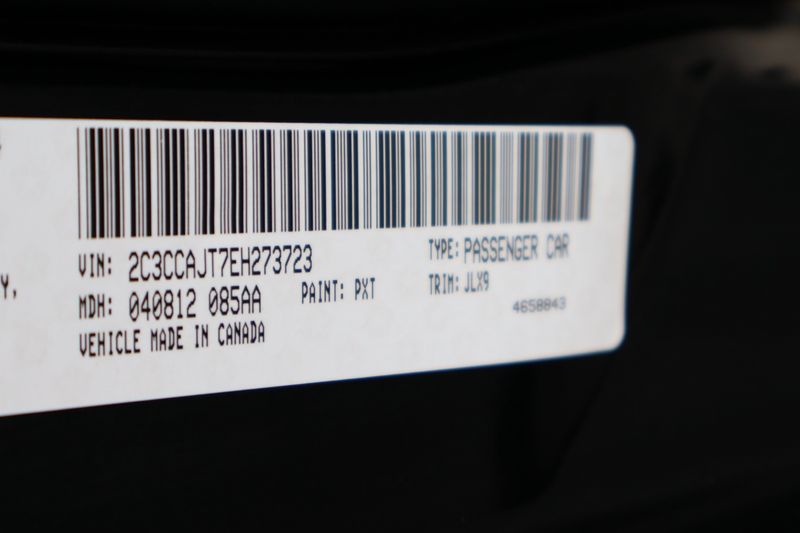 VIN: 2C3CCAJT7EH273723 TYPE: PASSENGER CAR
MDH: 040812 085AA PAINT: PXT TRIM: JLX9
Y,
4658843
VEHICLE MADE IN CANADA